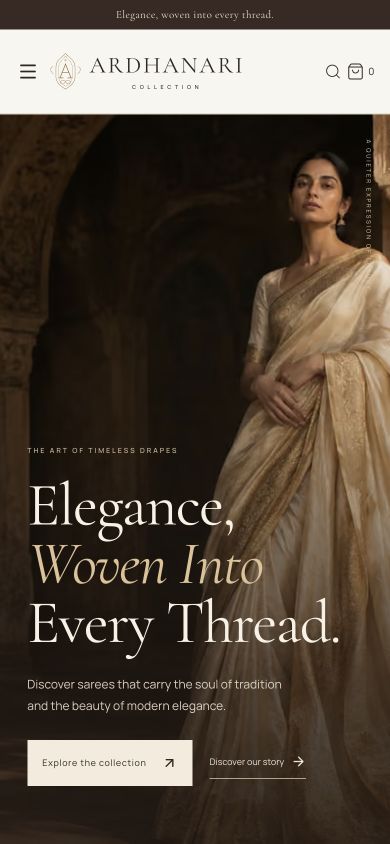 Elegance, woven into every thread.
ARDHANARI
COLLECTION
0
A QUIETER EXPRESSION
THE ART OF TIMELESS DRAPES
Elegance,
Woven Into
Every Thread.
Discover sarees that carry the soul of tradition
and the beauty of modern elegance.
Explore the collection
Discover our story